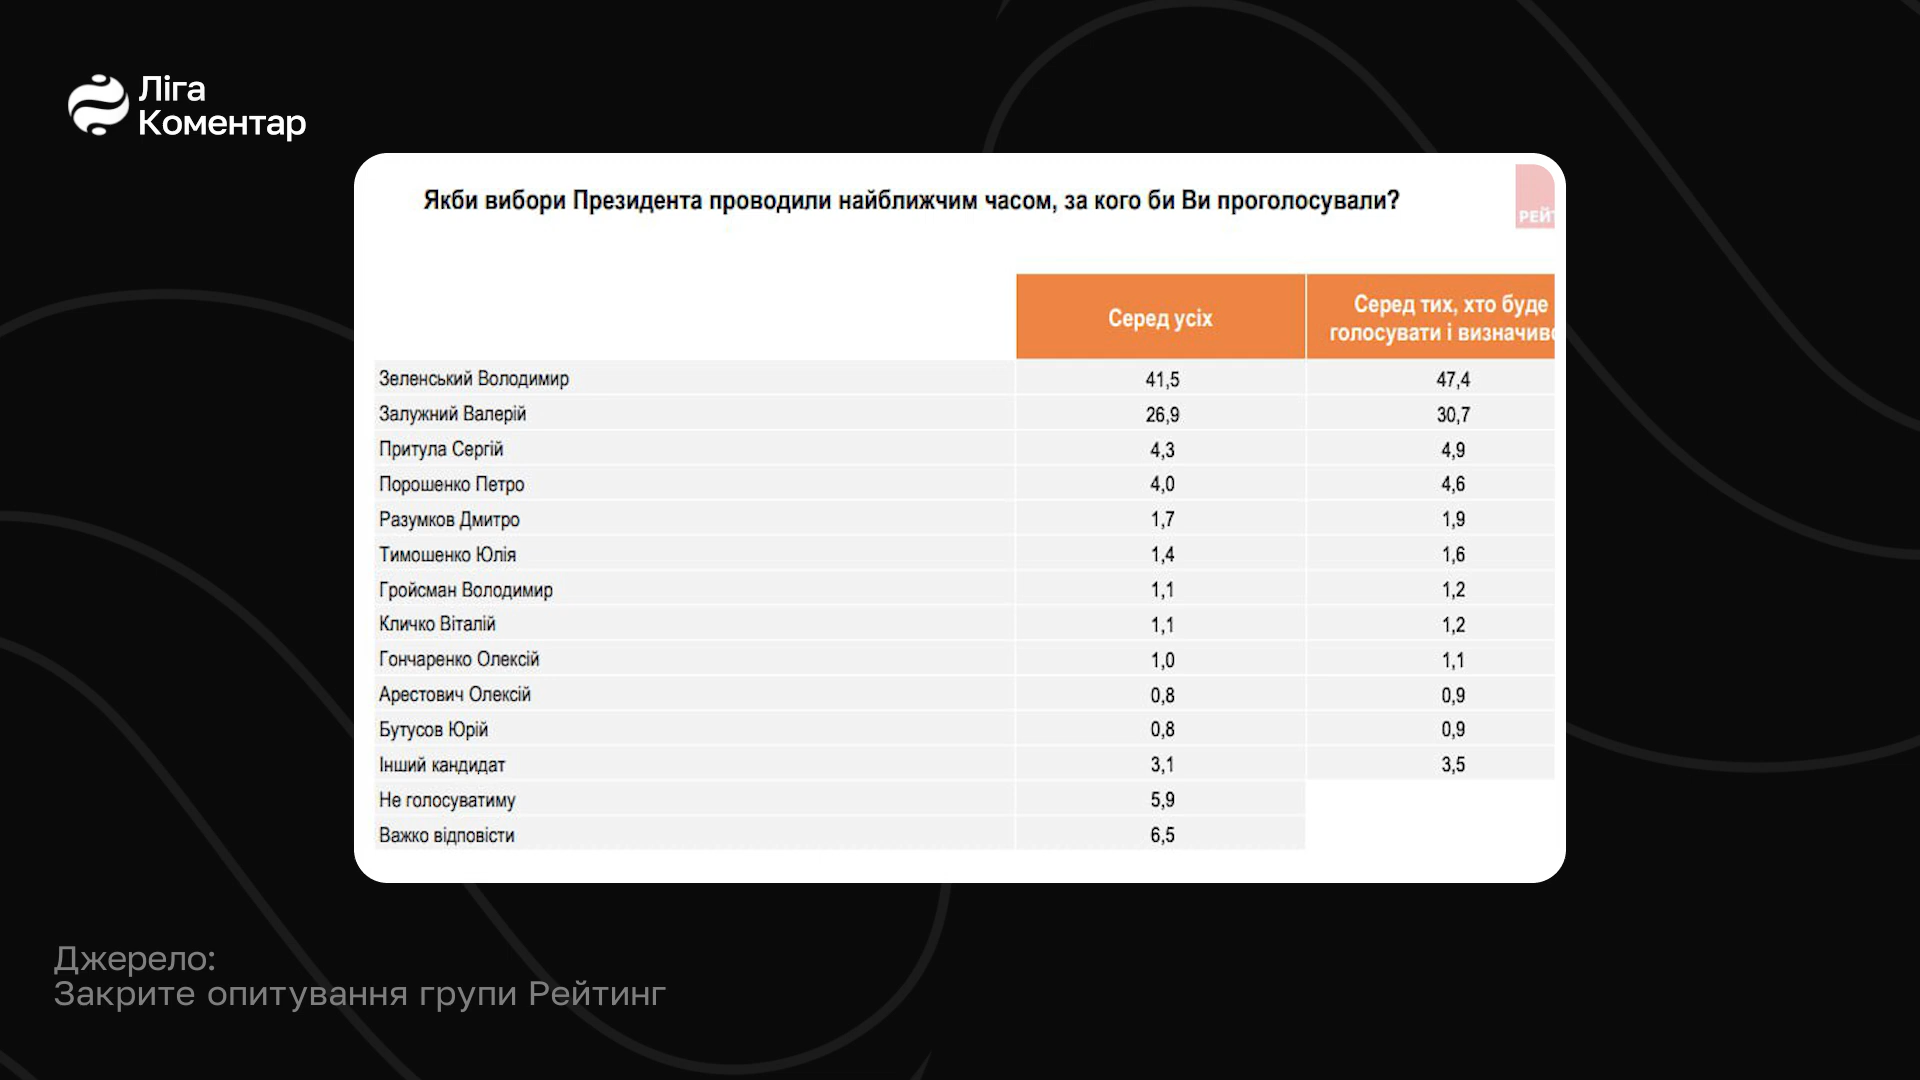 Ліга
Коментар
Якби вибори Президента проводили найближчим часом, за кого би Ви проголосували?
РЕЙ
Серед усіх
Серед тих, хто буде
голосувати і визначив
Зеленський Володимир 41,5 47,4
Залужний Валерій 26,9 30,7
Притула Сергій 4,3 4,9
Порошенко Петро 4,0 4,6
Разумков Дмитро 1,7 1,9
Тимошенко Юлія 1,4 1,6
Гройсман Володимир 1,1 1,2
Кличко Віталій 1,1 1,2
Гончаренко Олексій 1,0 1,1
Арестович Олексій 0,8 0,9
Бутусов Юрій 0,8 0,9
Інший кандидат 3,1 3,5
Не голосуватиму 5,9
Важко відповісти 6,5
Джерело:
Закрите опитування групи Рейтинг